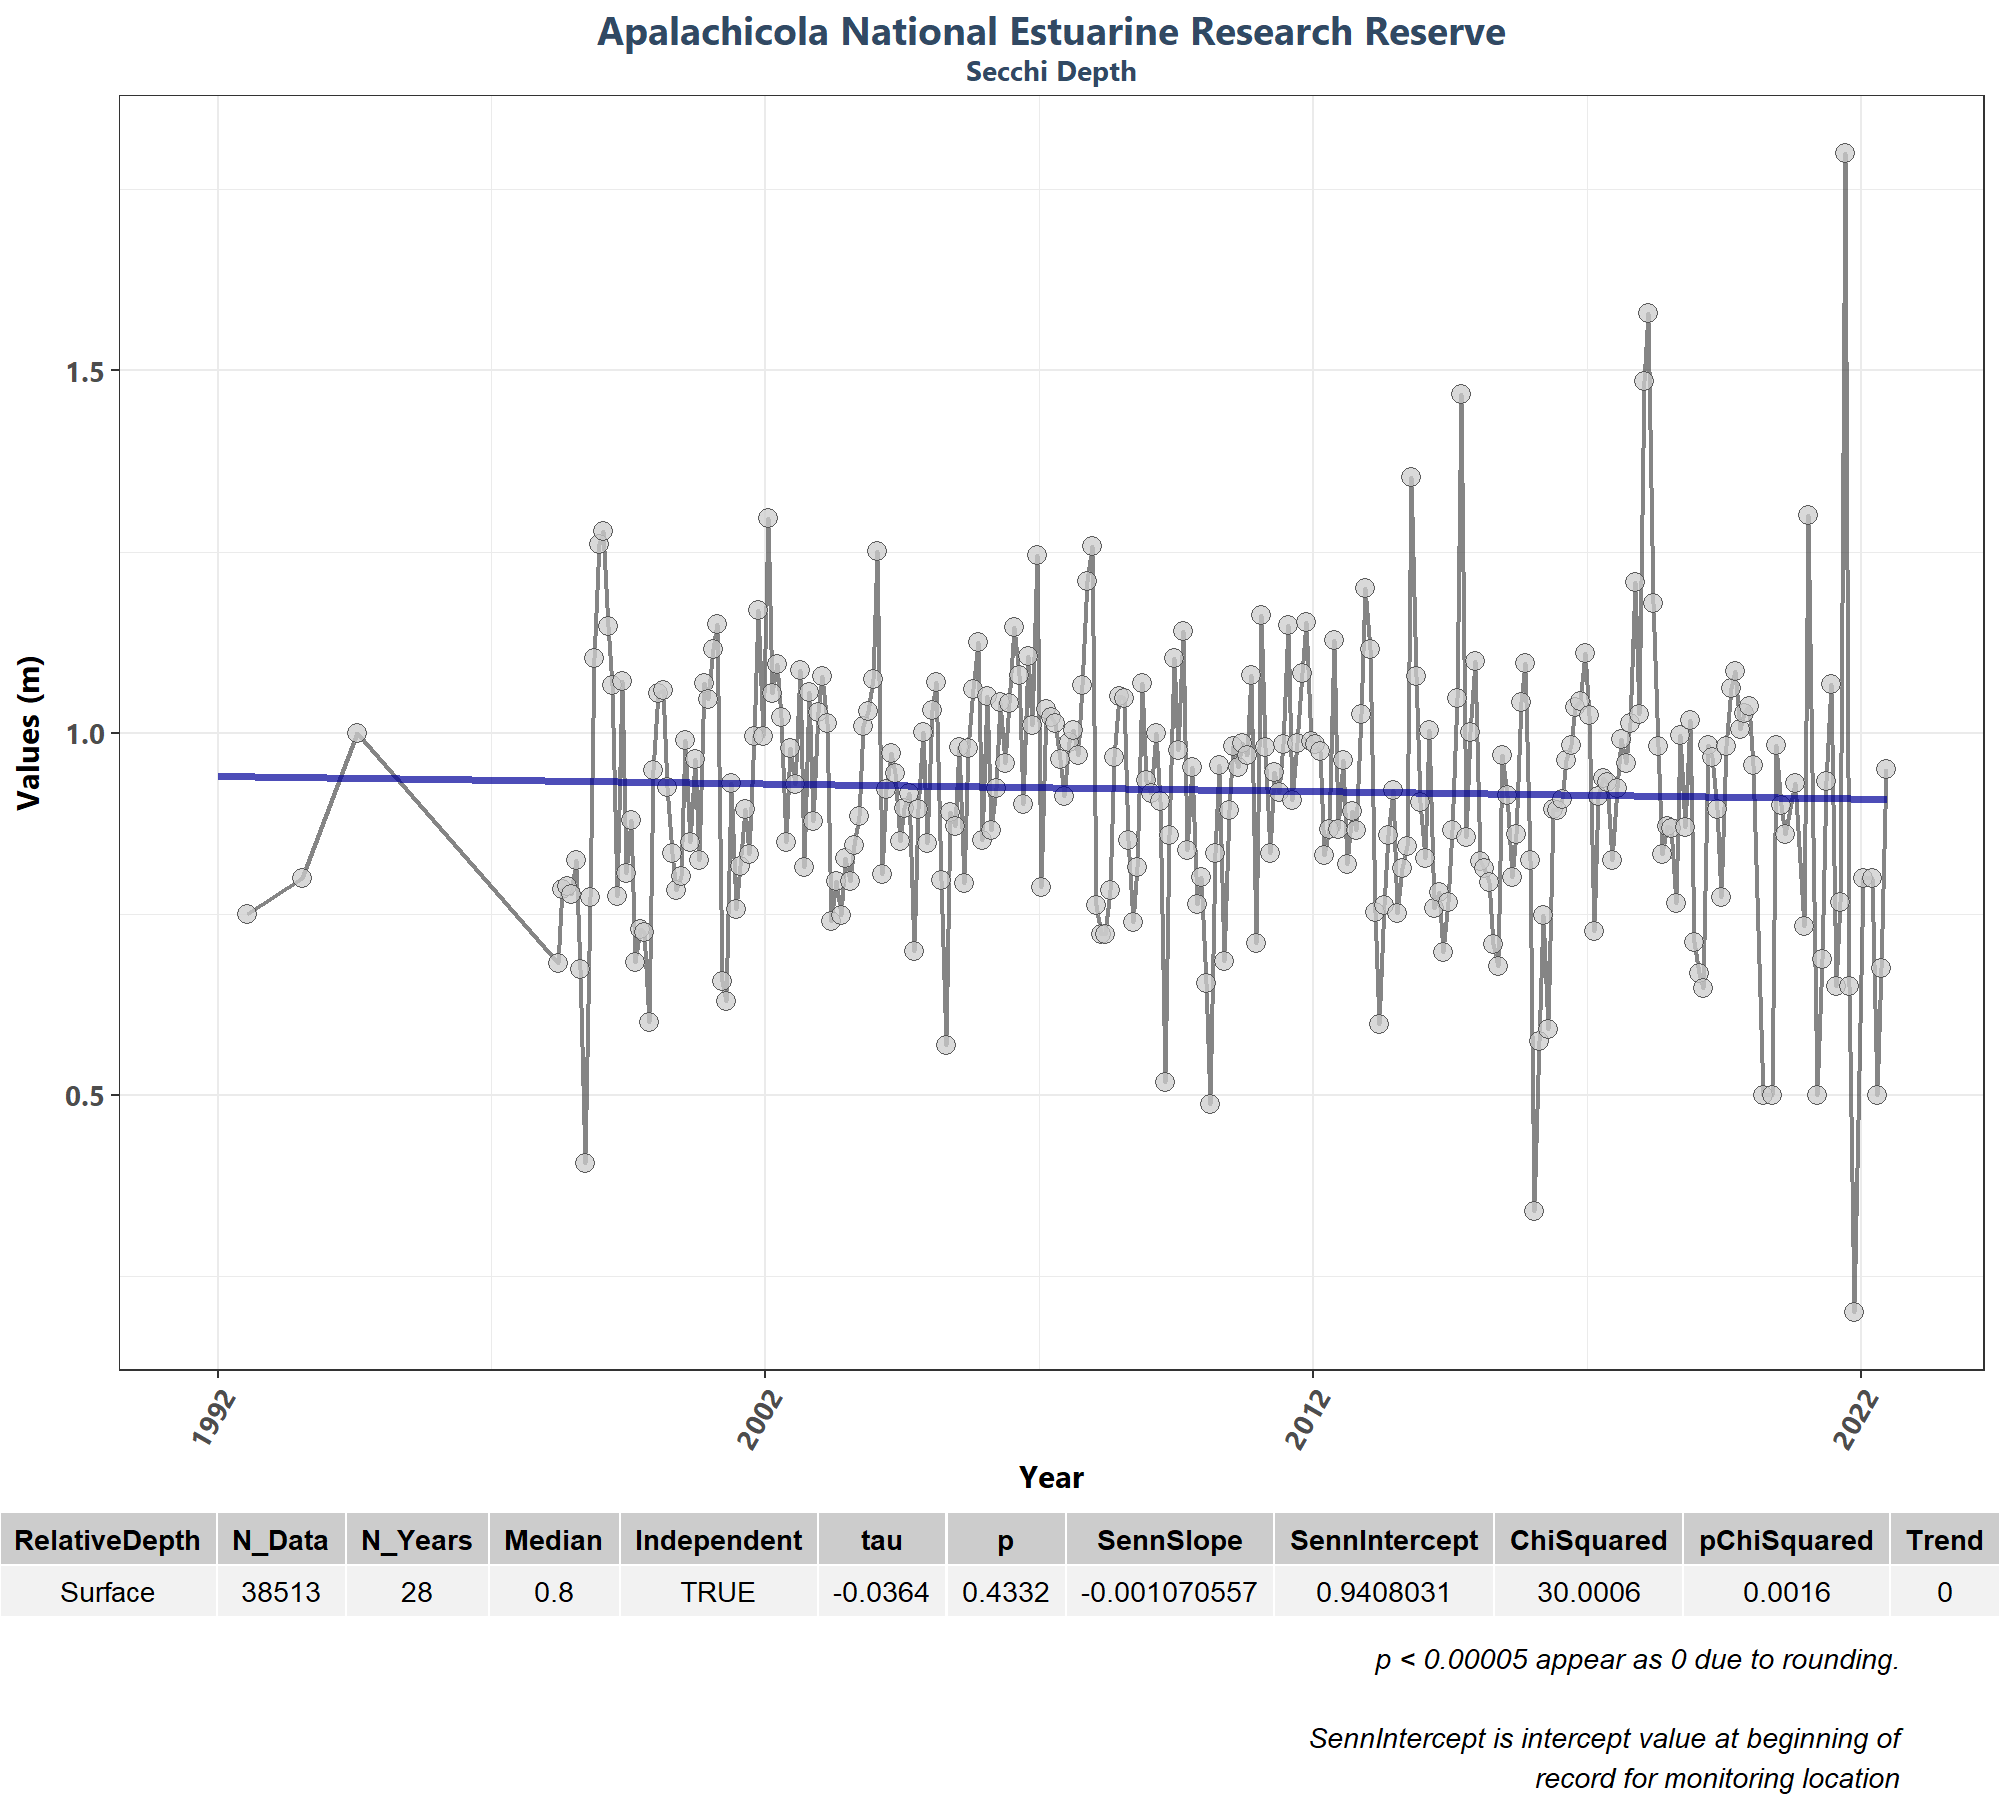 Apalachicola National Estuarine Research Reserve
Secchi Depth
Values (m)
1.5
1.0
0.5
1992 2002 2012 2022
Year
RelativeDepth N_Data N_Years Median Independent tau p SennSlope SennIntercept ChiSquared pChiSquared Trend
Surface 38513 28 0.8 TRUE -0.0364 0.4332 -0.001070557 0.9408031 30.0006 0.0016 0
p < 0.00005 appear as 0 due to rounding.
SennIntercept is intercept value at beginning of
record for monitoring location